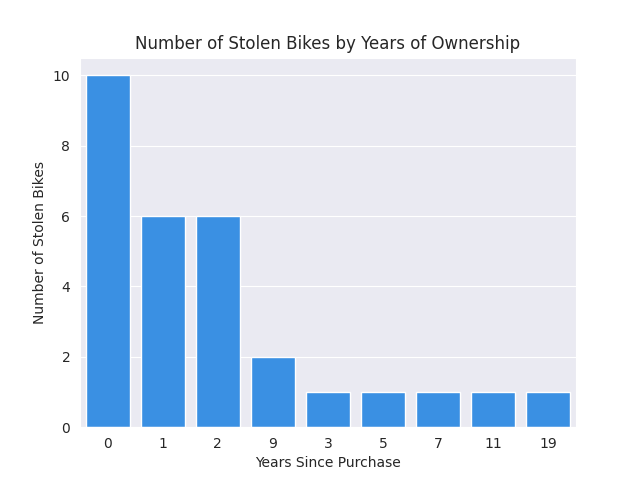 Number of Stolen Bikes by Years of Ownership
10
8
6
4
2
0
Number of Stolen Bikes
0 1 2 9 3 5 7 11 19
Years Since Purchase